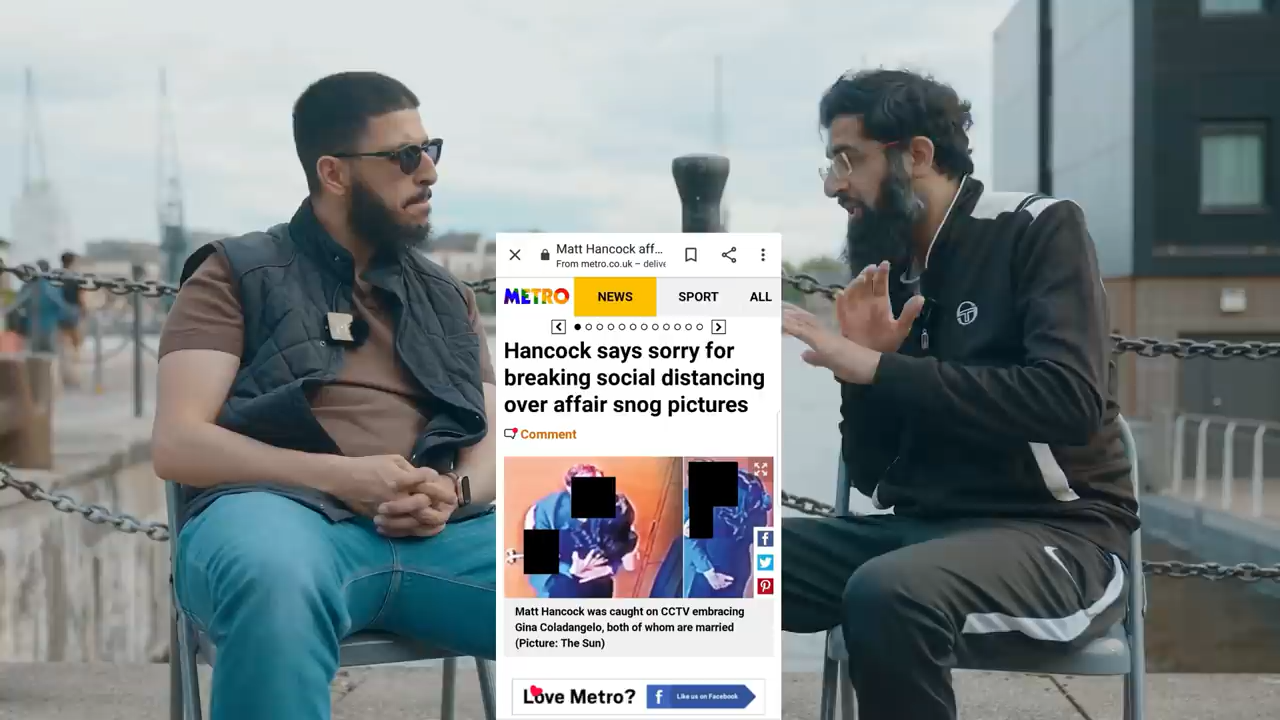 Matt Hancock aff...
From metro.co.uk – delive
METRO
NEWS
SPORT
ALL
Hancock says sorry for
breaking social distancing
over affair snog pictures
Comment
Matt Hancock was caught on CCTV embracing
Gina Coladangelo, both of whom are married
(Picture: The Sun)
Love Metro?
Like us on Facebook